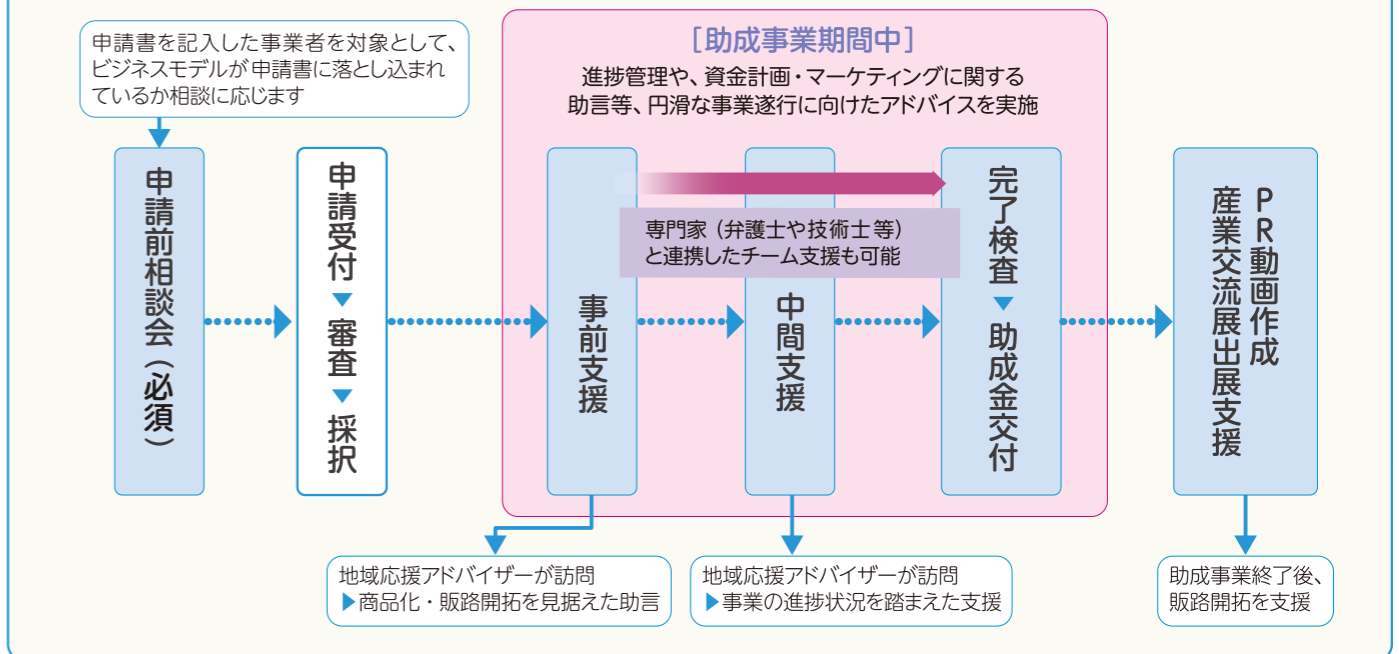 申請書を記入した事業者を対象として、
ビジネスモデルが申請書に落とし込まれ
ているか相談に応じます
[助成事業期間中]
進捗管理や、資金計画・マーケティングに関する
助言等、円滑な事業遂行に向けたアドバイスを実施
申請前相談会（必須）
申請受付▼審査▼採択
事前支援
専門家（弁護士や技術士等）
と連携したチーム支援も可能
中間支援
完了検査▼助成金交付
PR動画作成
産業交流展出展支援
地域応援アドバイザーが訪問
▶商品化・販路開拓を見据えた助言
地域応援アドバイザーが訪問
▶事業の進捗状況を踏まえた支援
助成事業終了後、
販路開拓を支援